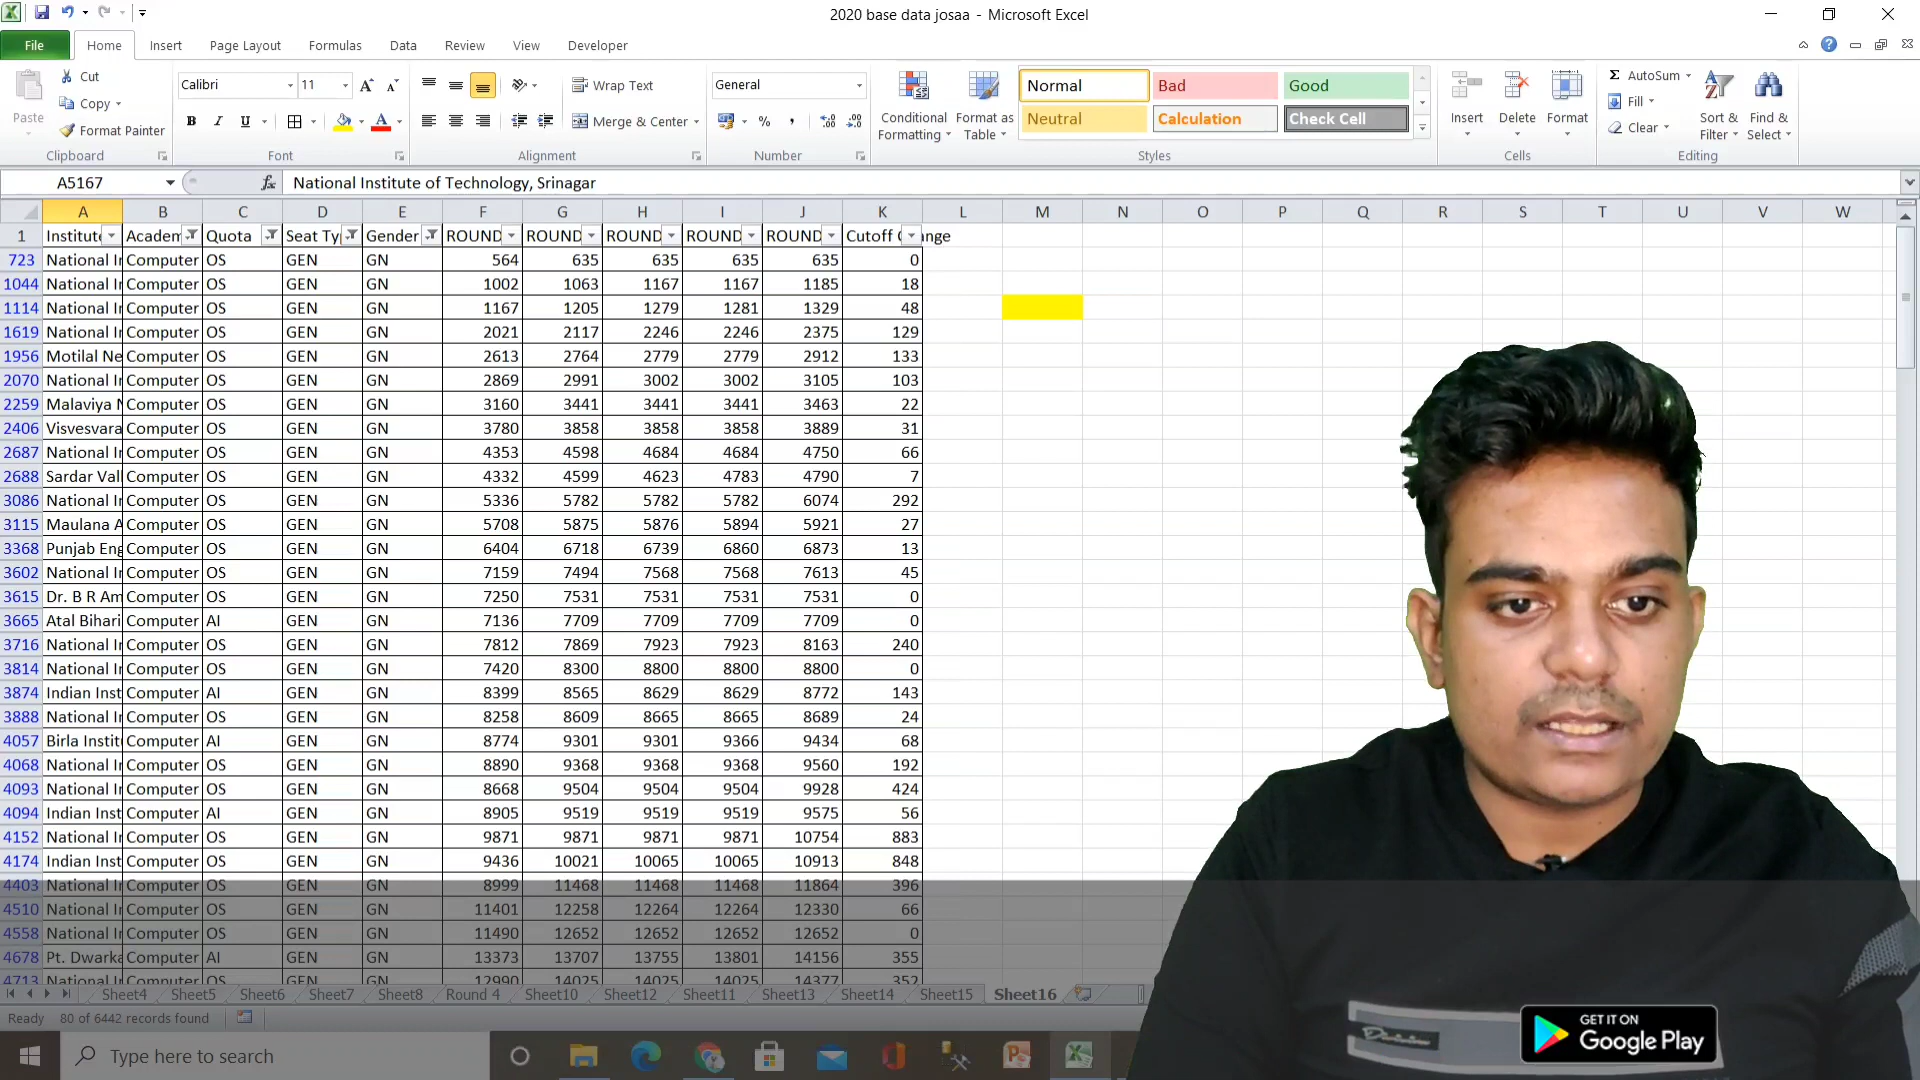 2020 base data josaa - Microsoft Excel
File Home Insert Page Layout Formulas Data Review View Developer
Cut
Copy
Format Painter
Paste
Calibri 11
Wrap Text
Merge & Center
General
Conditional Formatting
Format as Table
Normal Bad Good
Neutral Calculation Check Cell
Insert Delete Format
AutoSum
Fill
Clear
Sort & Filter
Find & Select
Clipboard Font Alignment Number Styles Cells Editing
A5167 fx National Institute of Technology, Srinagar
A B C D E F G H I J K L M N O P Q R S T U V W
1 Institute Academ Quota Seat Ty Gender ROUND ROUND ROUND ROUND ROUND Cutoff C nge
723 National In Computer OS GEN GN 564 635 635 635 635 0
1044 National In Computer OS GEN GN 1002 1063 1167 1167 1185 18
1114 National In Computer OS GEN GN 1167 1205 1279 1281 1329 48
1619 National In Computer OS GEN GN 2021 2117 2246 2246 2375 129
1956 Motilal Ne Computer OS GEN GN 2613 2764 2779 2779 2912 133
2070 National In Computer OS GEN GN 2869 2991 3002 3002 3105 103
2259 Malaviya N Computer OS GEN GN 3160 3441 3441 3441 3463 22
2406 Visvesvara Computer OS GEN GN 3780 3858 3858 3858 3889 31
2687 National In Computer OS GEN GN 4353 4598 4684 4684 4750 66
2688 Sardar Vall Computer OS GEN GN 4332 4599 4623 4783 4790 7
3086 National In Computer OS GEN GN 5336 5782 5782 5782 6074 292
3115 Maulana A Computer OS GEN GN 5708 5875 5876 5894 5921 27
3368 Punjab Eng Computer OS GEN GN 6404 6718 6739 6860 6873 13
3602 National In Computer OS GEN GN 7159 7494 7568 7568 7613 45
3615 Dr. B R Am Computer OS GEN GN 7250 7531 7531 7531 7531 0
3665 Atal Bihari Computer AI GEN GN 7136 7709 7709 7709 7709 0
3716 National In Computer OS GEN GN 7812 7869 7923 7923 8163 240
3814 National In Computer OS GEN GN 7420 8300 8800 8800 8800 0
3874 Indian Inst Computer AI GEN GN 8399 8565 8629 8629 8772 143
3888 National In Computer OS GEN GN 8258 8609 8665 8665 8689 24
4057 Birla Instit Computer AI GEN GN 8774 9301 9301 9366 9434 68
4068 National In Computer OS GEN GN 8890 9368 9368 9368 9560 192
4093 National In Computer OS GEN GN 8668 9504 9504 9504 9928 424
4094 Indian Inst Computer AI GEN GN 8905 9519 9519 9519 9575 56
4152 National In Computer OS GEN GN 9871 9871 9871 9871 10754 883
4174 Indian Inst Computer OS GEN GN 9436 10021 10065 10065 10913 848
4403 National In Computer OS GEN GN 8999 11468 11468 11468 11864 396
4510 National In Computer OS GEN GN 11401 12258 12264 12264 12330 66
4558 National In Computer OS GEN GN 11490 12652 12652 12652 12652 0
4678 Pt. Dwarka Computer AI GEN GN 13373 13707 13755 13801 14156 355
4713 National In Computer OS GEN GN 12990 14025 14025 14025 14377 352
Sheet4 Sheet5 Sheet6 Sheet7 Sheet8 Round 4 Sheet10 Sheet12 Sheet11 Sheet13 Sheet14 Sheet15 Sheet16
Ready 80 of 6442 records found
Type here to search
GET IT ON
Google Play